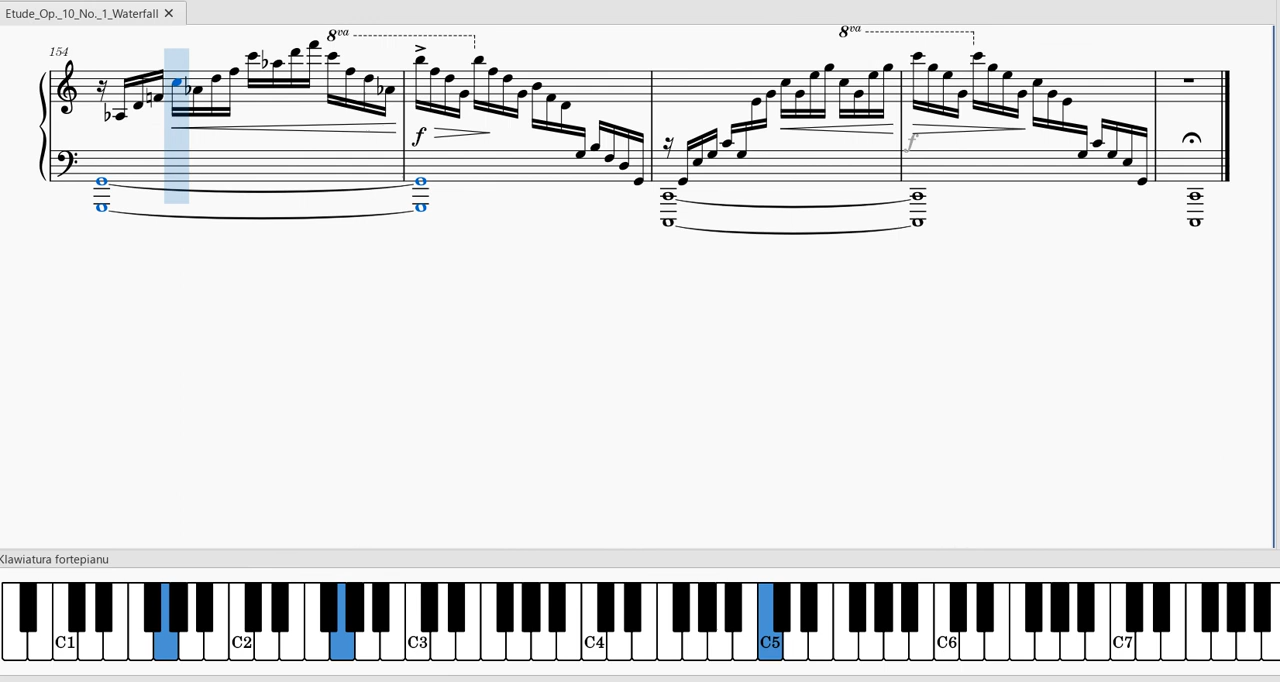 Etude_Op._10_No._1_Waterfall ✕
8va
8va
154
f
f
Klawiatura fortepianu
C1 C2 C3 C4 C5 C6 C7